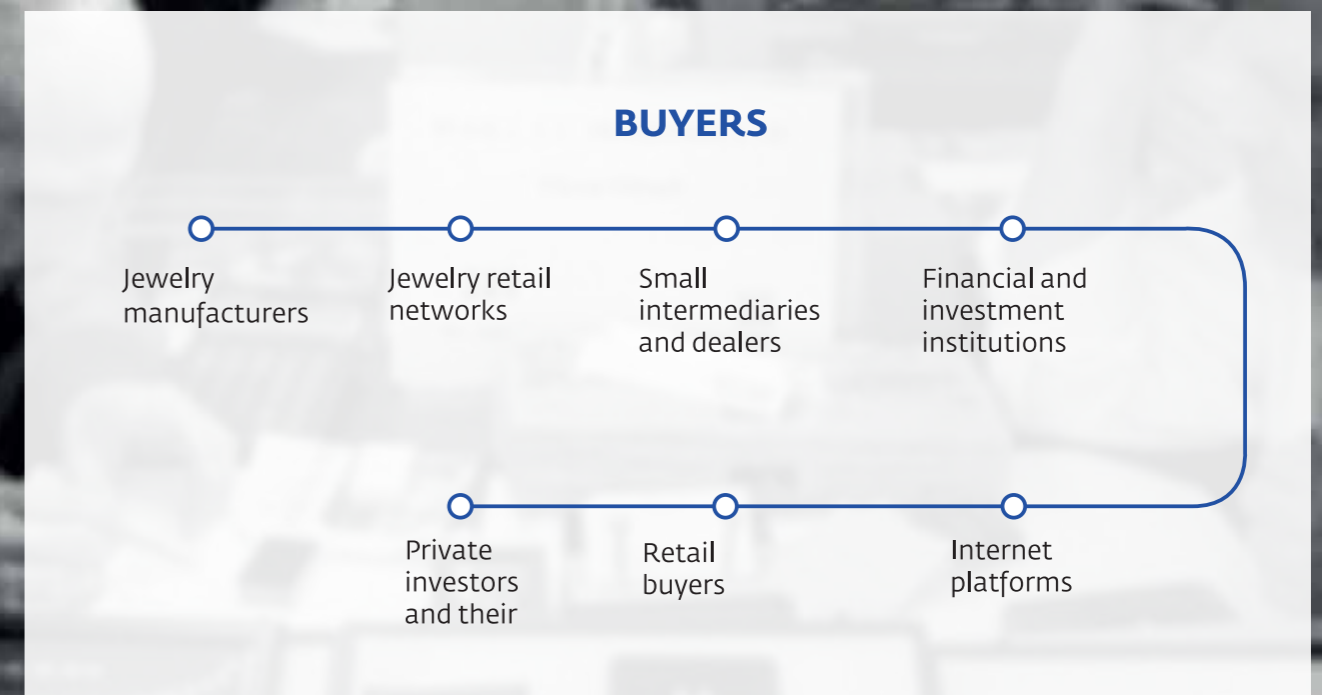 BUYERS
Jewelry
manufacturers
Jewelry retail
networks
Small
intermediaries
and dealers
Financial and
investment
institutions
Private
investors
and their
Retail
buyers
Internet
platforms